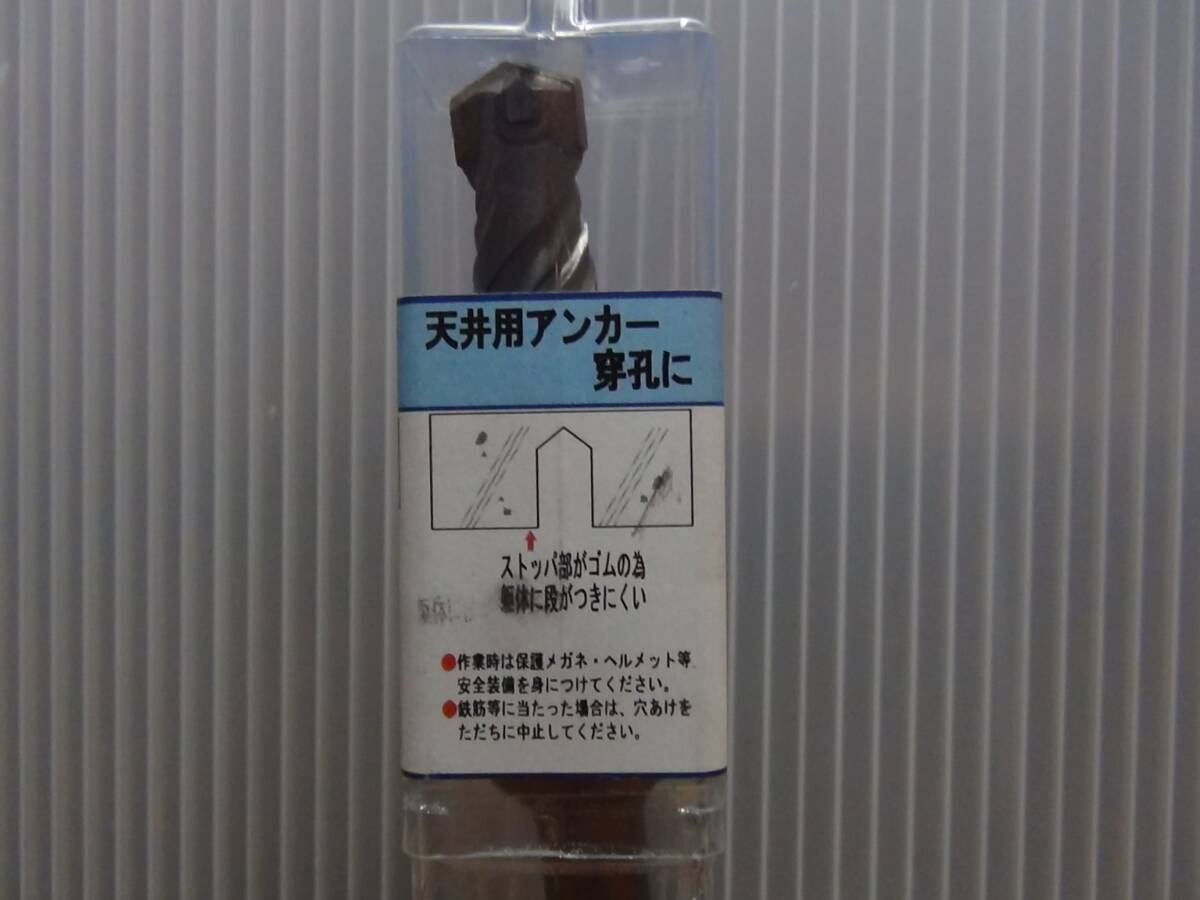 天井用アンカー
穿孔に
ストッパ部がゴムの為
躯体に段がつきにくい
●作業時は保護メガネ・ヘルメット等
安全装備を身につけてください。
●鉄筋等に当たった場合は、穴あけを
ただちに中止してください。